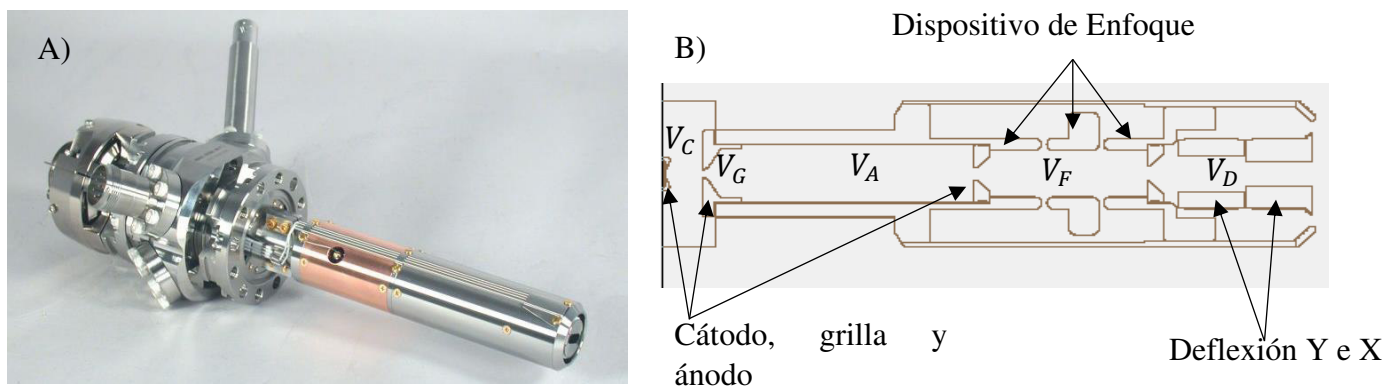 A)
B)
Dispositivo de Enfoque
V_C
V_G
V_A
V_F
V_D
Cátodo, grilla y
ánodo
Deflexión Y e X